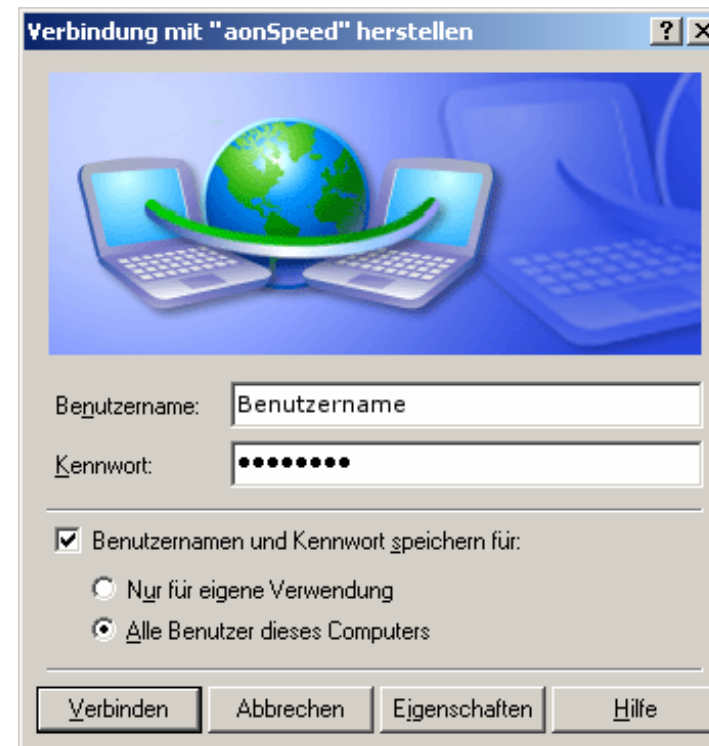 Verbindung mit "aonSpeed" herstellen
Benutzername: Benutzername
Kennwort: ••••••••
Benutzernamen und Kennwort speichern für:
Nur für eigene Verwendung
Alle Benutzer dieses Computers
Verbinden Abbrechen Eigenschaften Hilfe